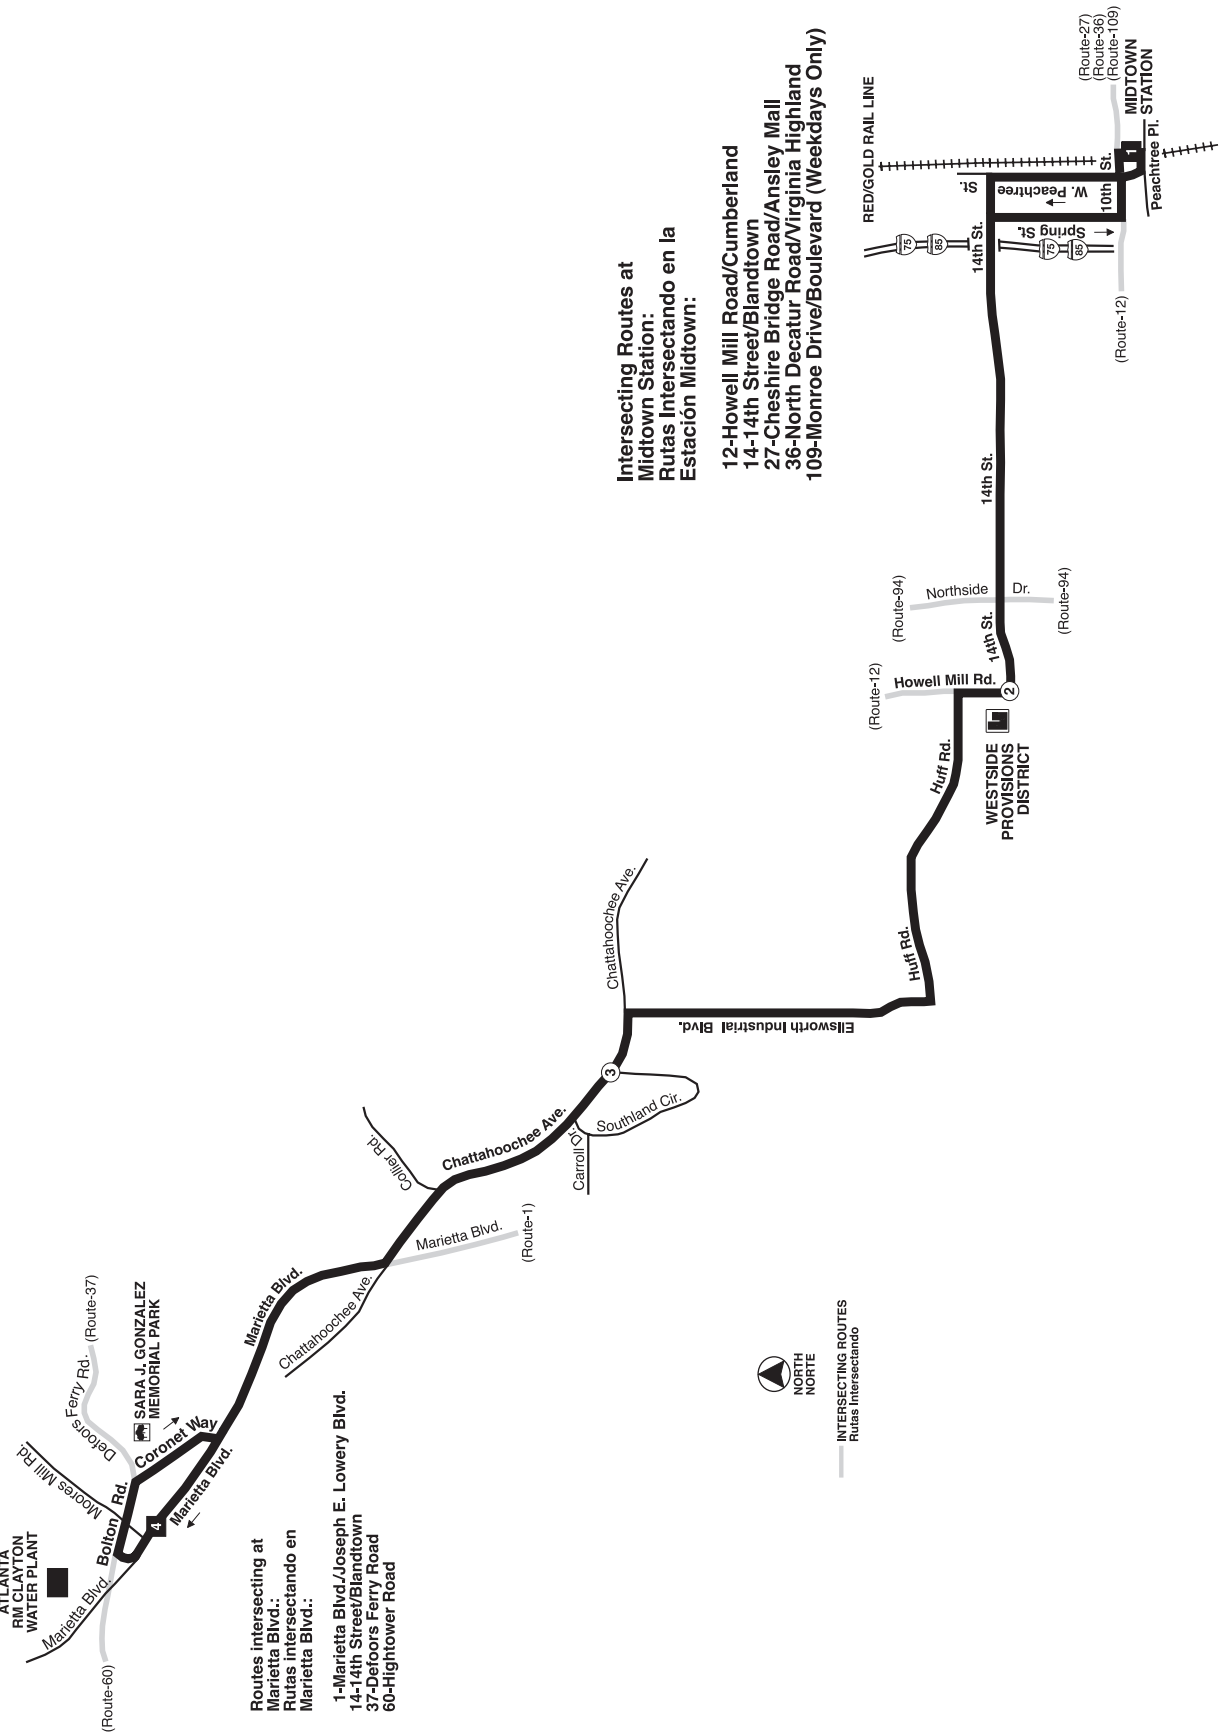 ATLANTA
RM CLAYTON
WATER PLANT
Marietta Blvd.
(Route-60)
Bolton Rd.
Moores Mill Rd.
Defoors Ferry Rd.
(Route-37)
SARA J. GONZALEZ
MEMORIAL PARK
Coronet Way
4
Marietta Blvd.
Marietta Blvd.
Chattahoochee Ave.
Marietta Blvd.
(Route-1)
Collier Rd.
Chattahoochee Ave.
Carroll Dr.
Southland Cir.
3
Chattahoochee Ave.
Ellsworth Industrial Blvd.
Huff Rd.
Huff Rd.
WESTSIDE
PROVISIONS
DISTRICT
(Route-12)
Howell Mill Rd.
2
14th St.
(Route-94)
Northside Dr.
(Route-94)
14th St.
14th St.
75
85
75
85
RED/GOLD RAIL LINE
Spring St.
W. Peachtree St.
10th St.
(Route-12)
1
Peachtree Pl.
MIDTOWN
STATION
(Route-27)
(Route-36)
(Route-109)
Intersecting Routes at
Midtown Station:
Rutas Intersectando en la
Estación Midtown:
12-Howell Mill Road/Cumberland
14-14th Street/Blandtown
27-Cheshire Bridge Road/Ansley Mall
36-North Decatur Road/Virginia Highland
109-Monroe Drive/Boulevard (Weekdays Only)
Routes intersecting at
Marietta Blvd.:
Rutas intersectando en
Marietta Blvd.:
1-Marietta Blvd./Joseph E. Lowery Blvd.
14-14th Street/Blandtown
37-Defoors Ferry Road
60-Hightower Road
NORTH
NORTE
INTERSECTING ROUTES
Rutas Intersectando